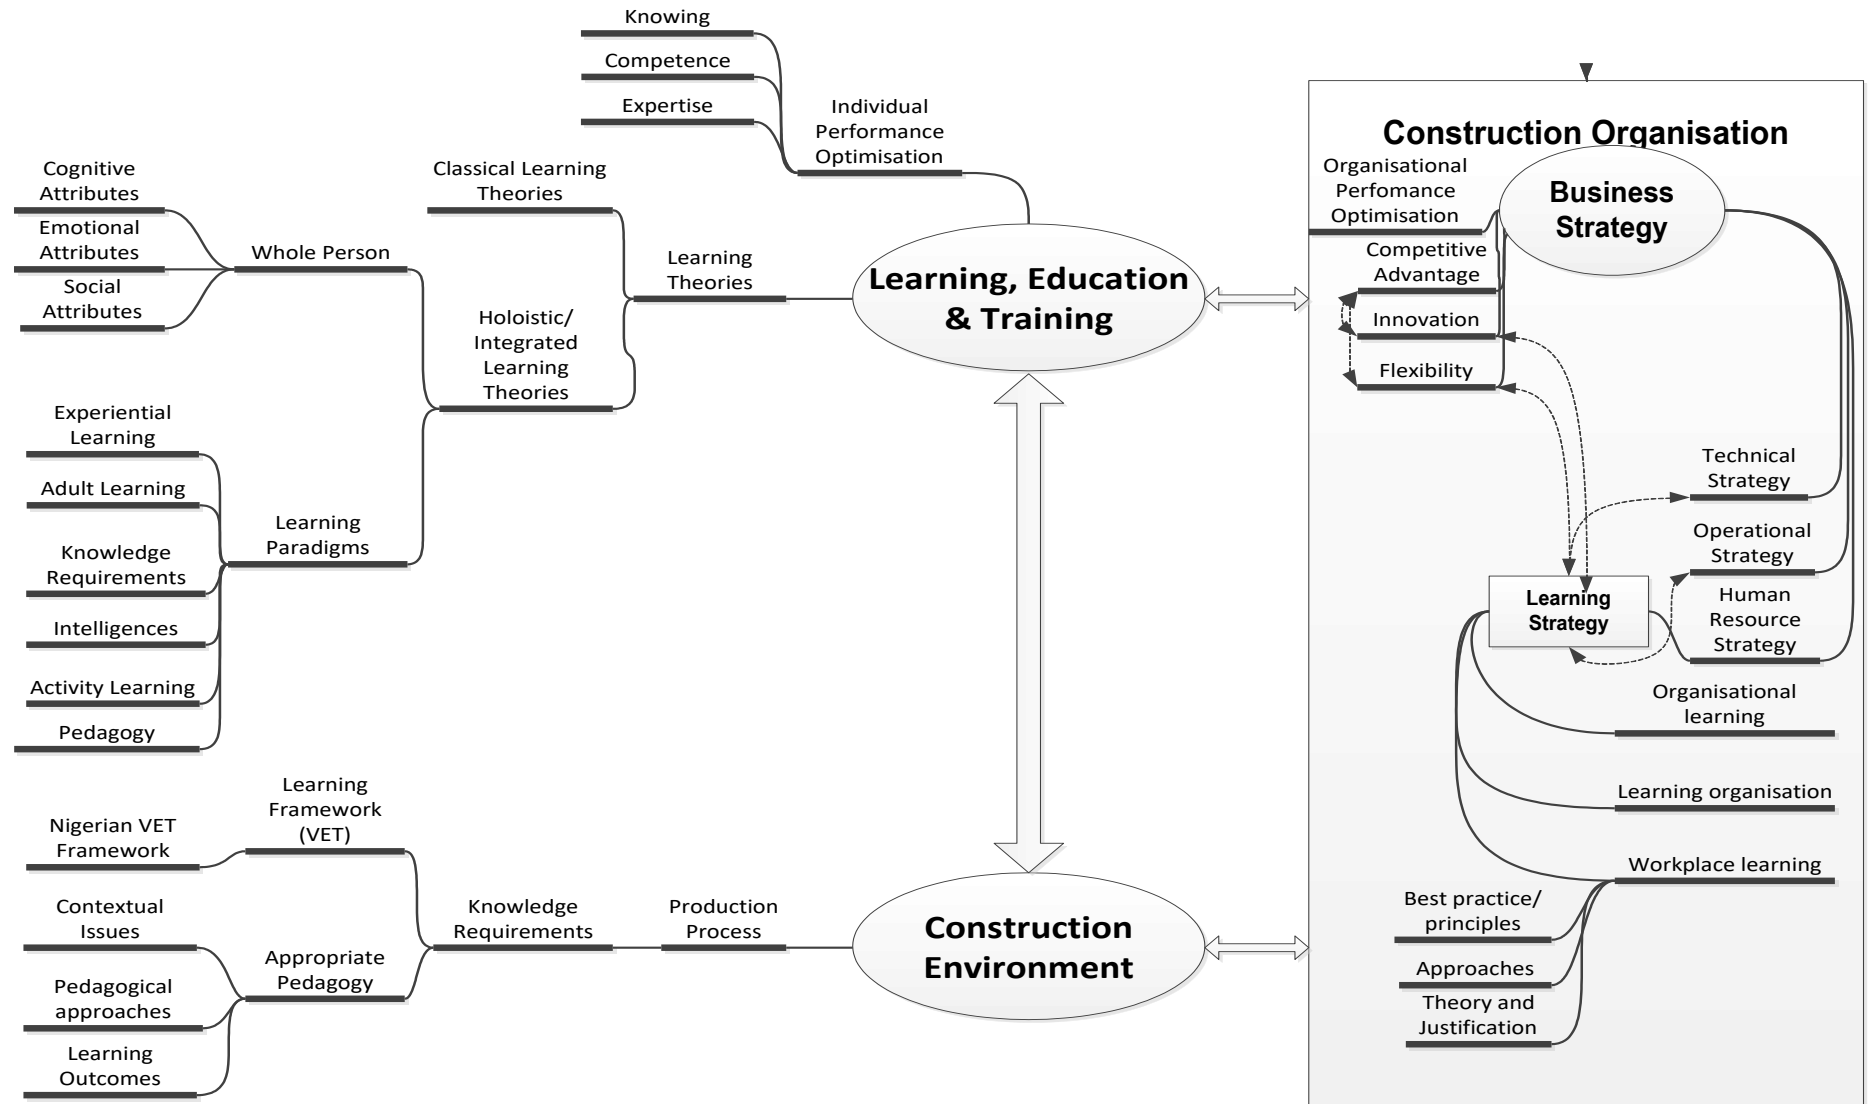 Knowing
Competence
Expertise
Individual
Performance
Optimisation
Classical Learning
Theories
Learning
Theories
Holoistic/
Integrated
Learning
Theories
Cognitive
Attributes
Emotional
Attributes
Social
Attributes
Whole Person
Experiential
Learning
Adult Learning
Knowledge
Requirements
Intelligences
Activity Learning
Pedagogy
Learning
Paradigms
Learning, Education
& Training
Learning
Framework
(VET)
Nigerian VET
Framework
Contextual
Issues
Pedagogical
approaches
Learning
Outcomes
Appropriate
Pedagogy
Knowledge
Requirements
Production
Process
Construction
Environment
Construction Organisation
Organisational
Perfomance
Optimisation
Business
Strategy
Competitive
Advantage
Innovation
Flexibility
Technical
Strategy
Operational
Strategy
Human
Resource
Strategy
Learning
Strategy
Organisational
learning
Learning organisation
Workplace learning
Best practice/
principles
Approaches
Theory and
Justification